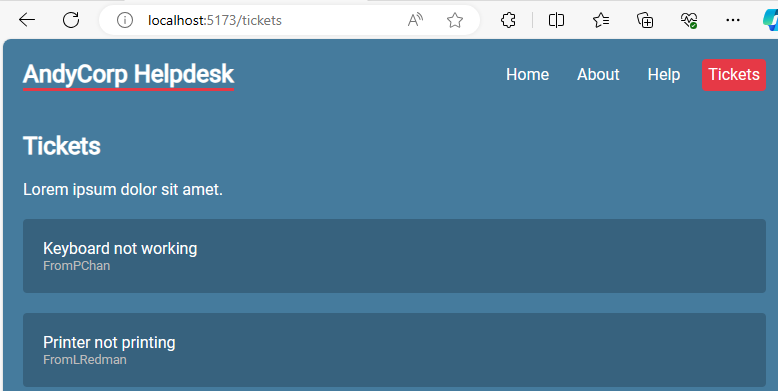 localhost:5173/tickets
AndyCorp Helpdesk
Home About Help Tickets
Tickets
Lorem ipsum dolor sit amet.
Keyboard not working
FromPChan
Printer not printing
FromLRedman